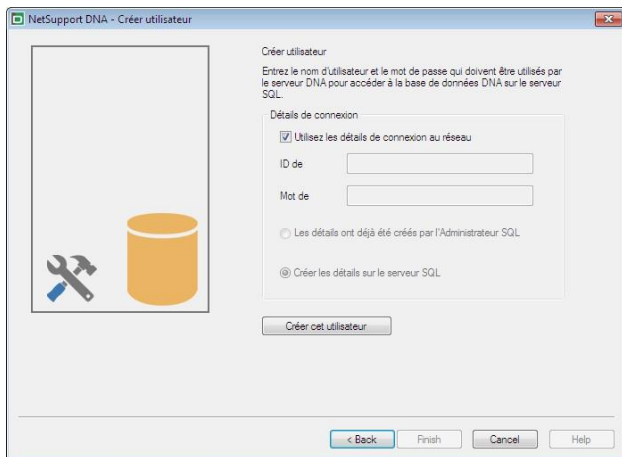 NetSupport DNA - Créer utilisateur
Créer utilisateur
Entrez le nom d'utilisateur et le mot de passe qui doivent être utilisés par
le serveur DNA pour accéder à la base de données DNA sur le serveur
SQL.
Détails de connexion
Utilisez les détails de connexion au réseau
ID de
Mot de
Les détails ont déjà été créés par l'Administrateur SQL
Créer les détails sur le serveur SQL
Créer cet utilisateur
< Back Finish Cancel Help